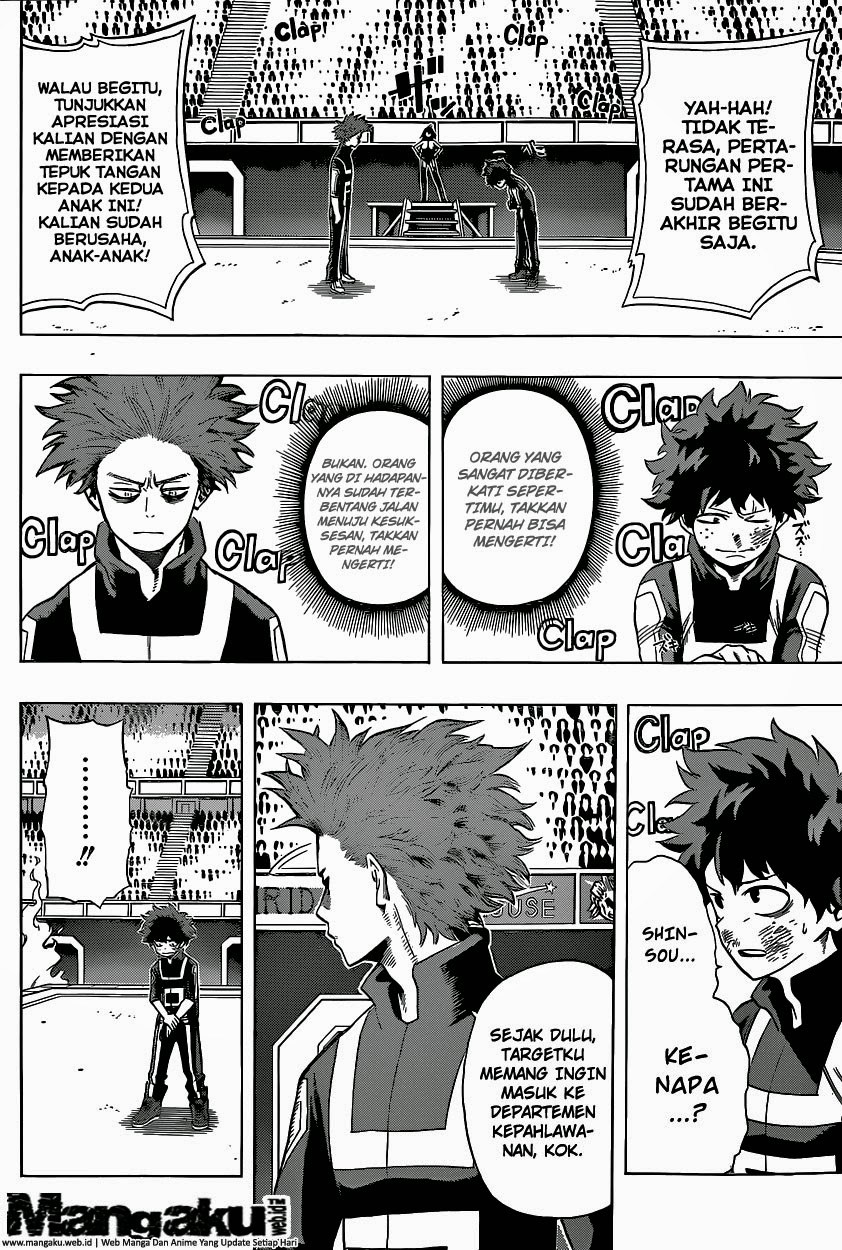 YAH-HAH!
TIDAK TE-
RASA, PERTA-
RUNGAN PER-
TAMA INI
SUDAH BER-
AKHIR BEGITU
SAJA.
WALAU BEGITU,
TUNJUKKAN
APRESIASI
KALIAN DENGAN
MEMBERIKAN
TEPUK TANGAN
KEPADA KEDUA
ANAK INI!
KALIAN SUDAH
BERUSAHA,
ANAK-ANAK!
Clap!
Clap
Clap
Clap
Clap
Clap
Clap
ORANG YANG
SANGAT DIBER-
KATI SEPER-
TIMU, TAKKAN
PERNAH BISA
MENGERTI!
Cla
Clap
Clap
BUKAN. ORANG
YANG DI HADAPAN-
NYA SUDAH TER-
BENTANG JALAN
MENUJU KESUK-
SESAN, TAKKAN
PERNAH ME-
NGERTI!
Clap
Cla
SHIN-
SOU...
KE-
NAPA
...?
RID
OUSE
SEJAK DULU,
TARGETKU
MEMANG INGIN
MASUK KE
DEPARTEMEN
KEPAHLAWA-
NAN, KOK.
.........!!
Mangaku
www.mangaku.web.id | Web Manga Dan Anime Yang Update Setiap Hari